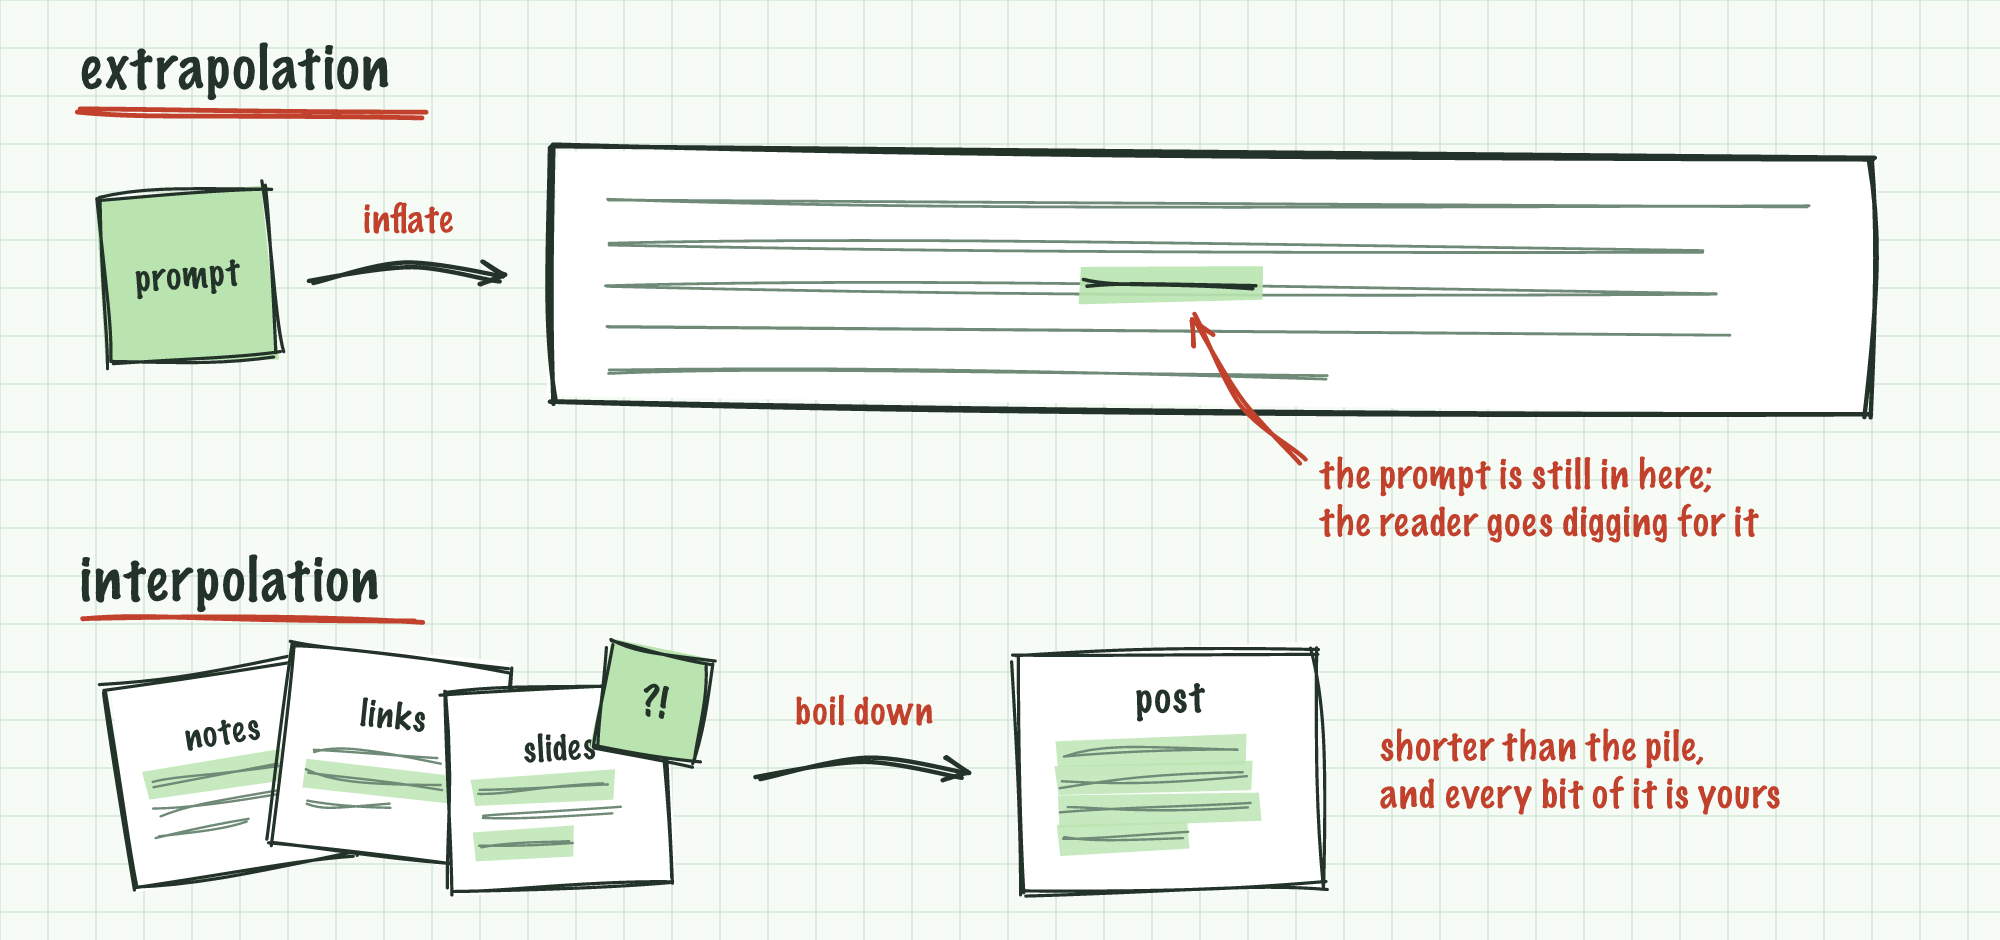 extrapolation
prompt
inflate
the prompt is still in here;
the reader goes digging for it
interpolation
notes
links
slides
?!
boil down
post
shorter than the pile,
and every bit of it is yours